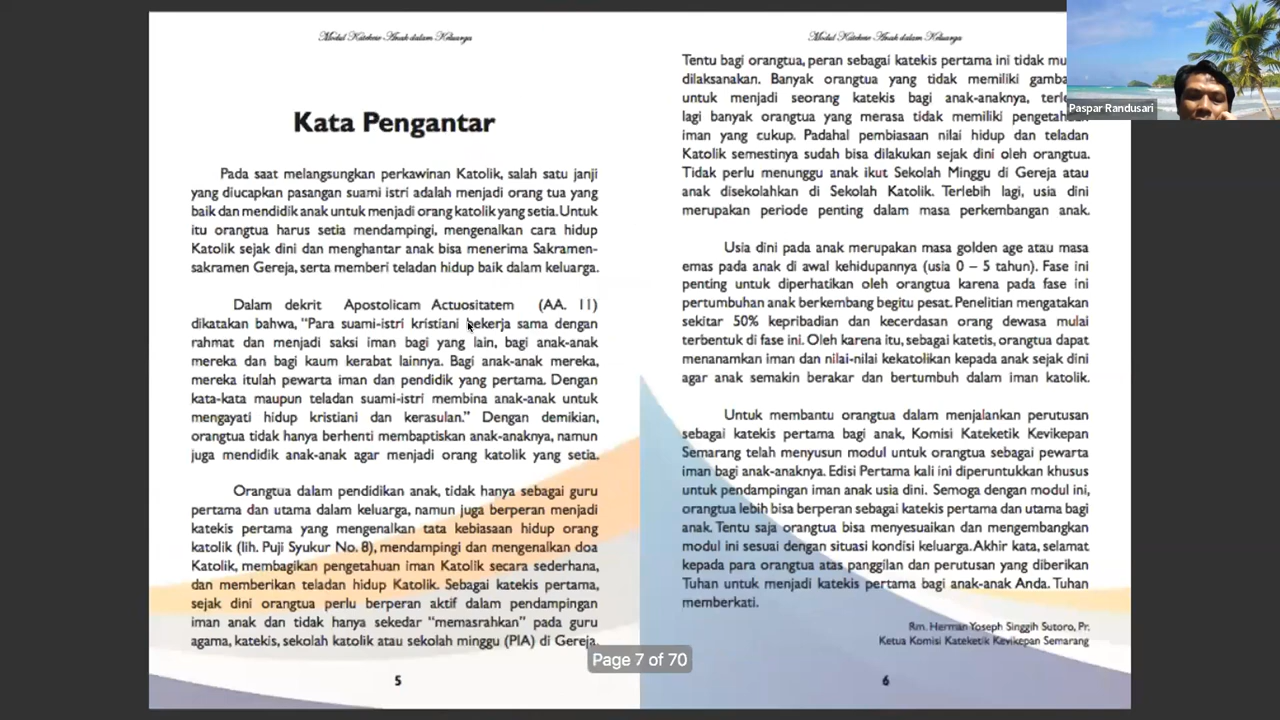 Modul Katekese Anak dalam Keluarga
Kata Pengantar
Pada saat melangsungkan perkawinan Katolik, salah satu janji
yang diucapkan pasangan suami istri adalah menjadi orang tua yang
baik dan mendidik anak untuk menjadi orang katolik yang setia. Untuk
itu orangtua harus setia mendampingi, mengenalkan cara hidup
Katolik sejak dini dan menghantar anak bisa menerima Sakramen-
sakramen Gereja, serta memberi teladan hidup baik dalam keluarga.
Dalam dekrit Apostolicam Actuositatem (AA. 11)
dikatakan bahwa, "Para suami-istri kristiani bekerja sama dengan
rahmat dan menjadi saksi iman bagi yang lain, bagi anak-anak
mereka dan bagi kaum kerabat lainnya. Bagi anak-anak mereka,
mereka itulah pewarta iman dan pendidik yang pertama. Dengan
kata-kata maupun teladan suami-istri membina anak-anak untuk
mengayati hidup kristiani dan kerasulan." Dengan demikian,
orangtua tidak hanya berhenti membaptiskan anak-anaknya, namun
juga mendidik anak-anak agar menjadi orang katolik yang setia.
Orangtua dalam pendidikan anak, tidak hanya sebagai guru
pertama dan utama dalam keluarga, namun juga berperan menjadi
katekis pertama yang mengenalkan tata kebiasaan hidup orang
katolik (lih. Puji Syukur No. 8), mendampingi dan mengenalkan doa
Katolik, membagikan pengetahuan iman Katolik secara sederhana,
dan memberikan teladan hidup Katolik. Sebagai katekis pertama,
sejak dini orangtua perlu berperan aktif dalam pendampingan
iman anak dan tidak hanya sekedar "memasrahkan" pada guru
agama, katekis, sekolah katolik atau sekolah minggu (PIA) di Gereja.
5
Modul Katekese Anak dalam Keluarga
Tentu bagi orangtua, peran sebagai katekis pertama ini tidak
dilaksanakan. Banyak orangtua yang tidak memiliki
untuk menjadi seorang katekis bagi anak-anaknya,
lagi banyak orangtua yang merasa tidak memiliki
iman yang cukup. Padahal pembiasaan nilai hidup dan teladan
Katolik semestinya sudah bisa dilakukan sejak dini oleh orangtua.
Tidak perlu menunggu anak ikut Sekolah Minggu di Gereja atau
anak disekolahkan di Sekolah Katolik. Terlebih lagi, usia dini
merupakan periode penting dalam masa perkembangan anak.
Usia dini pada anak merupakan masa golden age atau masa
emas pada anak di awal kehidupannya (usia 0 – 5 tahun). Fase ini
penting untuk diperhatikan oleh orangtua karena pada fase ini
pertumbuhan anak berkembang begitu pesat. Penelitian mengatakan
sekitar 50% kepribadian dan kecerdasan orang dewasa mulai
terbentuk di fase ini. Oleh karena itu, sebagai katetis, orangtua dapat
menanamkan iman dan nilai-nilai kekatolikan kepada anak sejak dini
agar anak semakin berakar dan bertumbuh dalam iman katolik.
Untuk membantu orangtua dalam menjalankan perutusan
sebagai katekis pertama bagi anak, Komisi Kateketik Kevikepan
Semarang telah menyusun modul untuk orangtua sebagai pewarta
iman bagi anak-anaknya. Edisi Pertama kali ini diperuntukkan khusus
untuk pendampingan iman anak usia dini. Semoga dengan modul ini,
orangtua lebih bisa berperan sebagai katekis pertama dan utama bagi
anak. Tentu saja orangtua bisa menyesuaikan dan mengembangkan
modul ini sesuai dengan situasi kondisi keluarga. Akhir kata, selamat
kepada para orangtua atas panggilan dan perutusan yang diberikan
Tuhan untuk menjadi katekis pertama bagi anak-anak Anda. Tuhan
memberkati.
Rm. Herman Yoseph Singgih Sutoro, Pr.
Ketua Komisi Kateketik Kevikepan Semarang
6
Page 7 of 70
Paspar Randusari